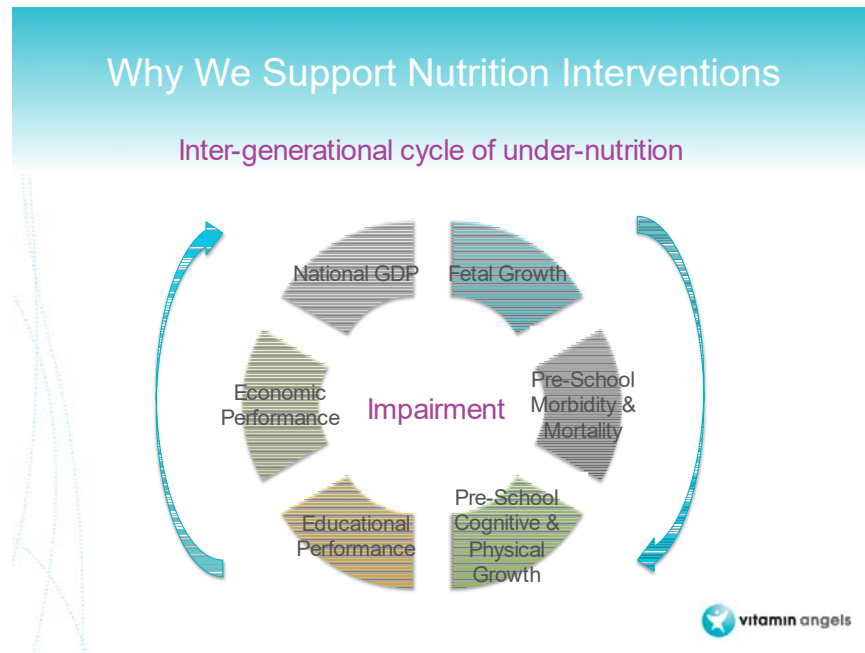 Why We Support Nutrition Interventions
Inter-generational cycle of under-nutrition
National GDP
Fetal Growth
Pre-School
Morbidity &
Mortality
Pre-School
Cognitive &
Physical
Growth
Educational
Performance
Economic
Performance
Impairment
vitamin angels